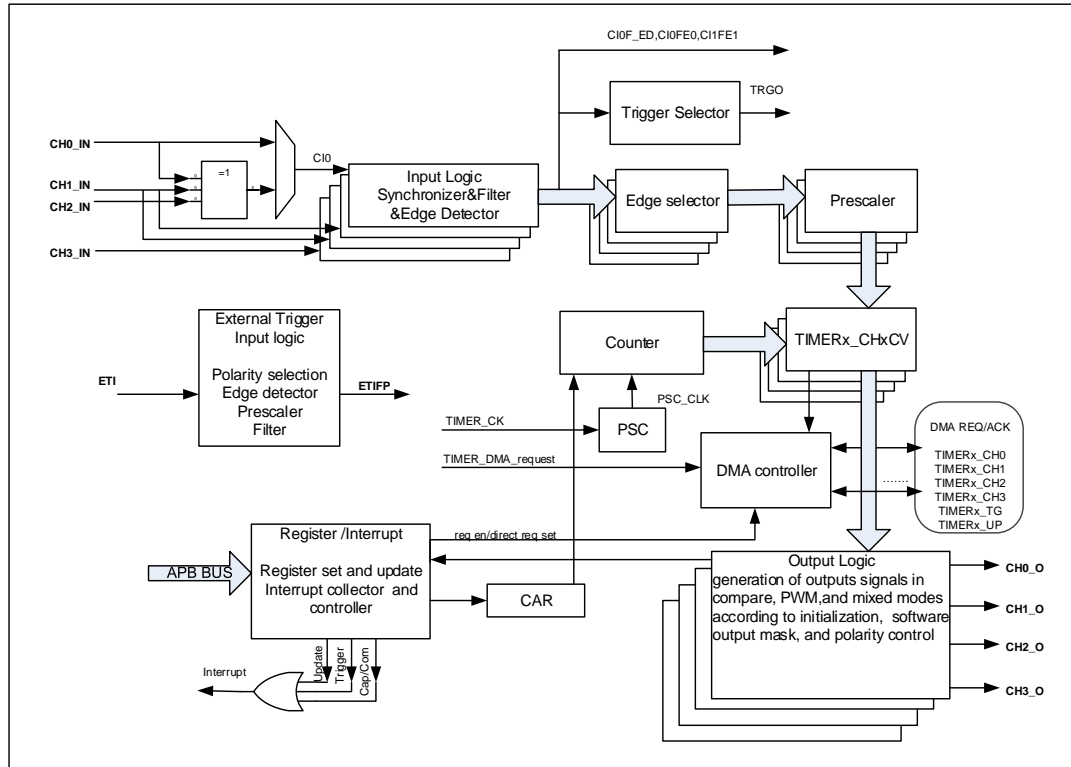 CI0F_ED,CI0FE0,CI1FE1
TRGO
Trigger Selector
CH0_IN
CH1_IN
CH2_IN
CH3_IN
=1
CI0
Input Logic
Synchronizer&Filter
&Edge Detector
Edge selector
Prescaler
External Trigger
Input logic
Polarity selection
Edge detector
Prescaler
Filter
ETI
ETIFP
Counter
TIMERx_CHxCV
PSC_CLK
TIMER_CK
PSC
TIMER_DMA_request
DMA controller
DMA REQ/ACK
TIMERx_CH0
TIMERx_CH1
TIMERx_CH2
TIMERx_CH3
TIMERx_TG
TIMERx_UP
.......
Register /Interrupt
Register set and update
Interrupt collector and
controller
req en/direct req set
APB BUS
CAR
Output Logic
generation of outputs signals in
compare, PWM,and mixed modes
according to initialization, software
output mask, and polarity control
CH0_O
CH1_O
CH2_O
CH3_O
Update
Trigger
Cap/Com
Interrupt